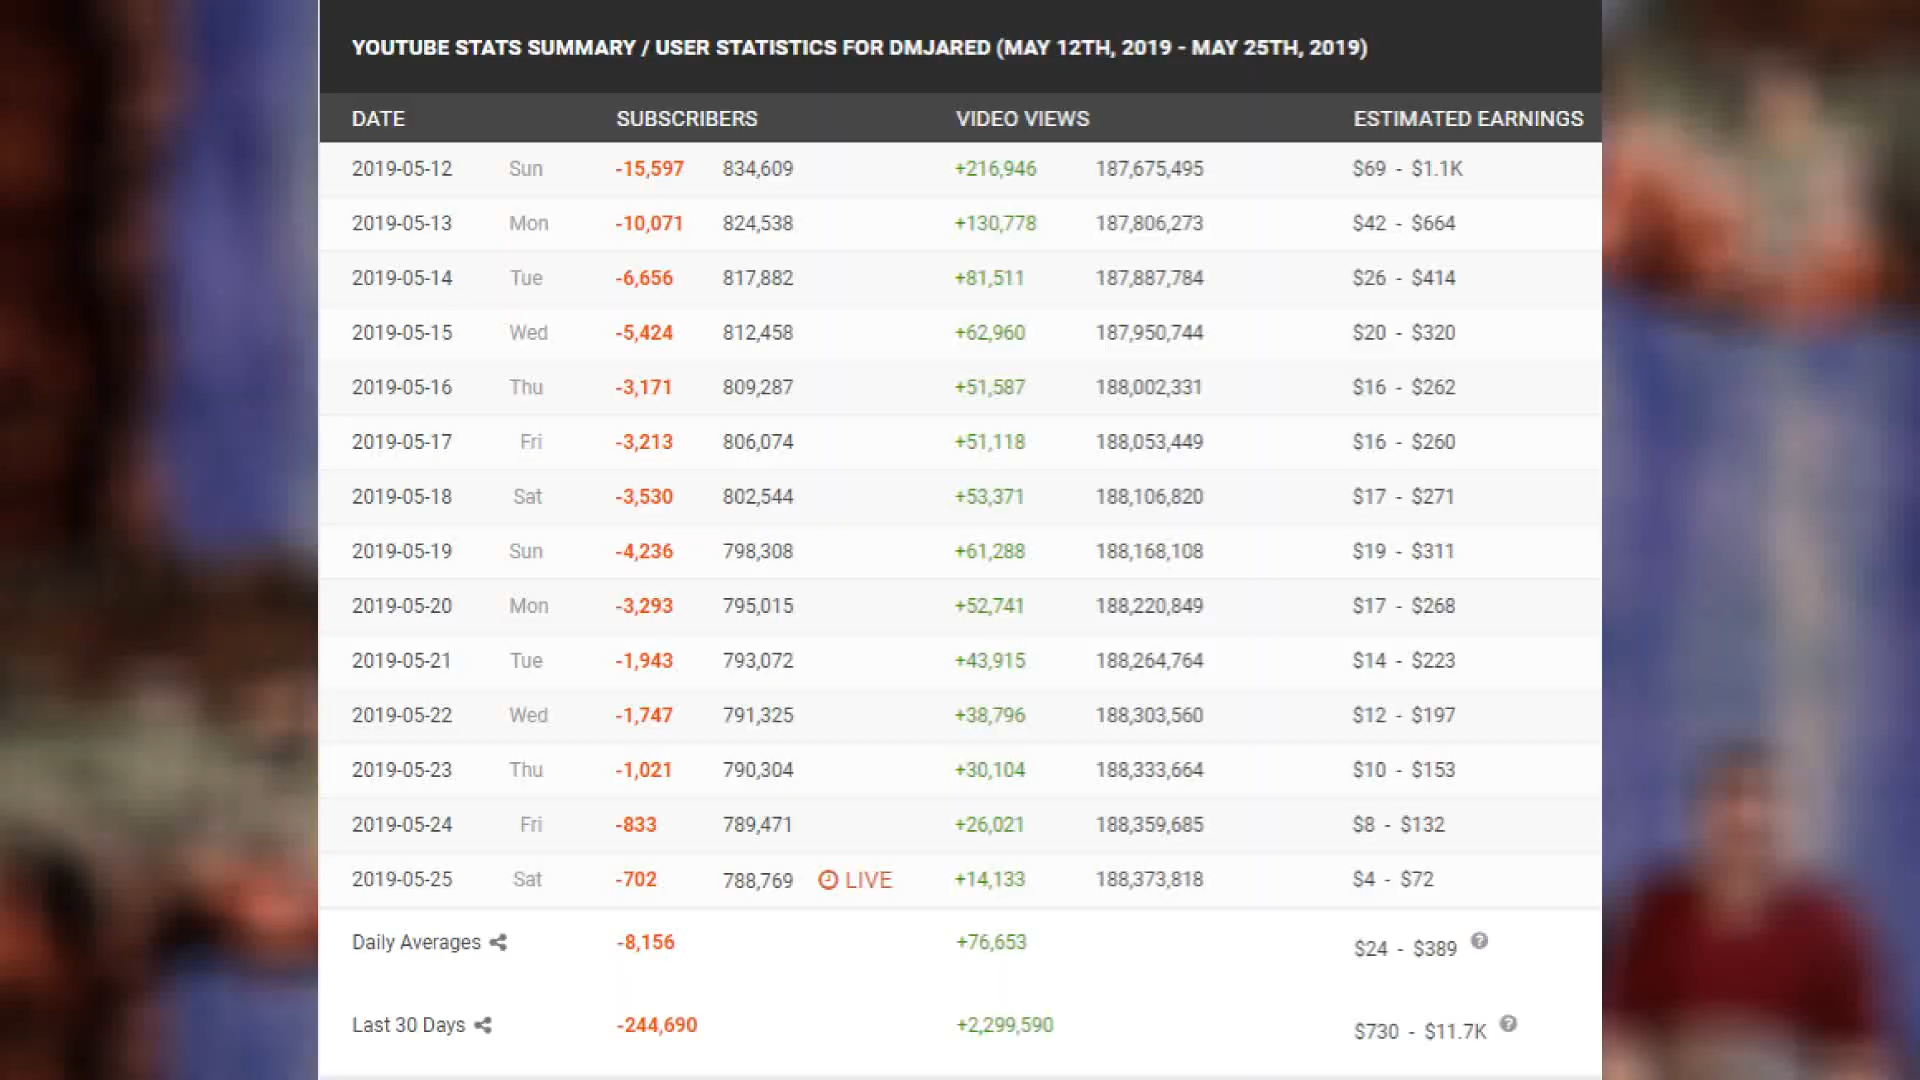 YOUTUBE STATS SUMMARY / USER STATISTICS FOR DMJARED (MAY 12TH, 2019 - MAY 25TH, 2019)
DATE SUBSCRIBERS VIDEO VIEWS ESTIMATED EARNINGS
2019-05-12 Sun -15,597 834,609 +216,946 187,675,495 $69 - $1.1K
2019-05-13 Mon -10,071 824,538 +130,778 187,806,273 $42 - $664
2019-05-14 Tue -6,656 817,882 +81,511 187,887,784 $26 - $414
2019-05-15 Wed -5,424 812,458 +62,960 187,950,744 $20 - $320
2019-05-16 Thu -3,171 809,287 +51,587 188,002,331 $16 - $262
2019-05-17 Fri -3,213 806,074 +51,118 188,053,449 $16 - $260
2019-05-18 Sat -3,530 802,544 +53,371 188,106,820 $17 - $271
2019-05-19 Sun -4,236 798,308 +61,288 188,168,108 $19 - $311
2019-05-20 Mon -3,293 795,015 +52,741 188,220,849 $17 - $268
2019-05-21 Tue -1,943 793,072 +43,915 188,264,764 $14 - $223
2019-05-22 Wed -1,747 791,325 +38,796 188,303,560 $12 - $197
2019-05-23 Thu -1,021 790,304 +30,104 188,333,664 $10 - $153
2019-05-24 Fri -833 789,471 +26,021 188,359,685 $8 - $132
2019-05-25 Sat -702 788,769 LIVE +14,133 188,373,818 $4 - $72
Daily Averages -8,156 +76,653 $24 - $389 ?
Last 30 Days -244,690 +2,299,590 $730 - $11.7K ?